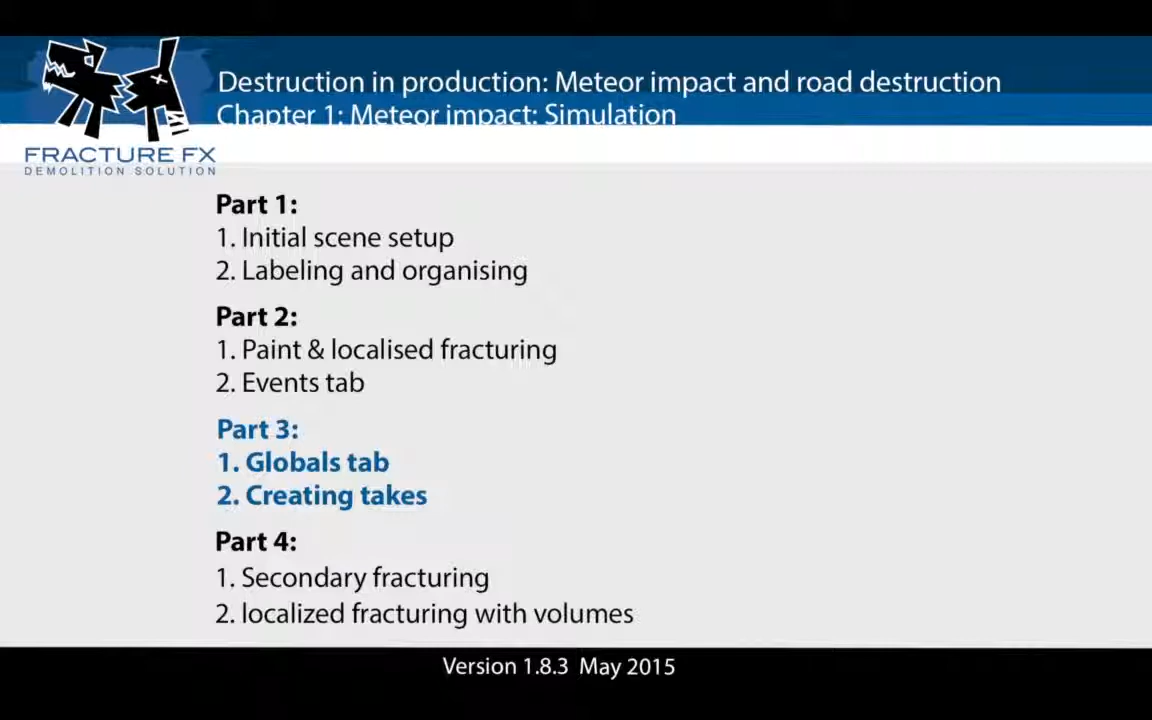 Destruction in production: Meteor impact and road destruction
Chapter 1: Meteor impact: Simulation
FRACTURE FX
DEMOLITION SOLUTION
Part 1:
1. Initial scene setup
2. Labeling and organising
Part 2:
1. Paint & localised fracturing
2. Events tab
Part 3:
1. Globals tab
2. Creating takes
Part 4:
1. Secondary fracturing
2. localized fracturing with volumes
Version 1.8.3 May 2015